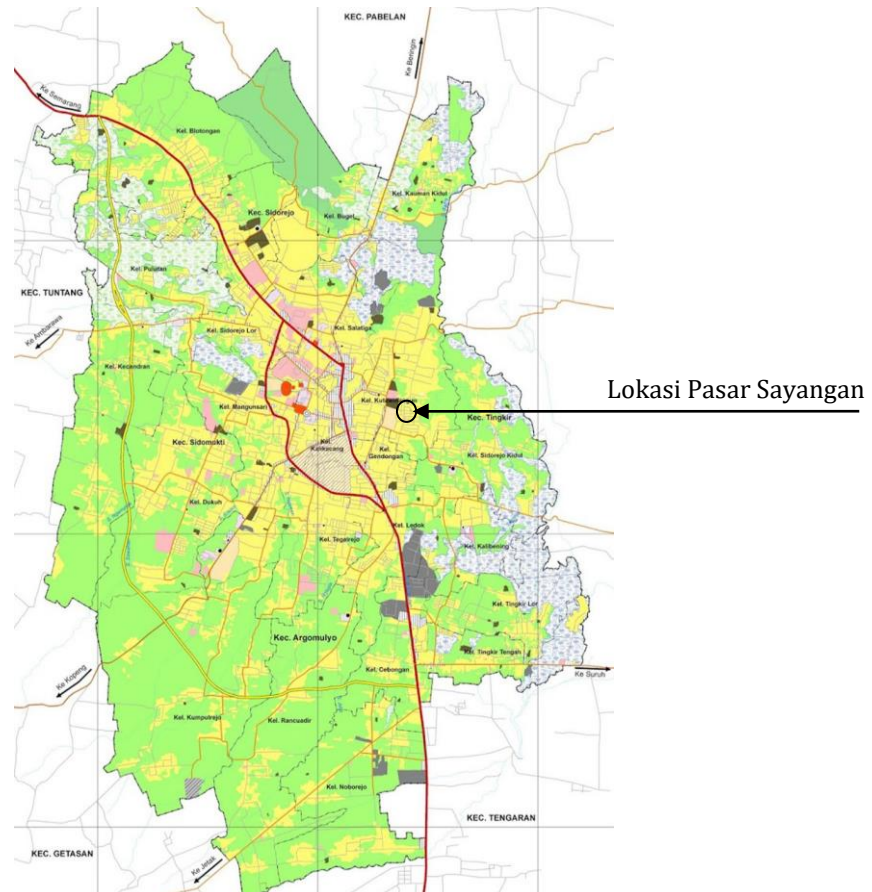 KEC. PABELAN
Ke Beringin
Ke Semarang
Kel. Blotongan
Kel. Kauman Kidul
Kec. Sidorejo
Kel. Bugel
Kel. Pulutan
KEC. TUNTANG
Ke Ambarawa
Kel. Sidorejo Lor
Kel. Salatiga
Kel. Kecandran
Lokasi Pasar Sayangan
Kel. Mangunsari
Kec. Tingkir
Kec. Sidomukti
Kel.
Kalicacing
Kel.
Gendongan
Kel. Sidorejo Kidul
Kel. Dukuh
Kel. Ledok
Kel. Tegalrejo
Kel. Kalibening
Kel. Tingkir Lor
Kec. Argomulyo
Kel. Tingkir Tengah
Kel. Cebongan
Ke Suruh
Ke Kopeng
Kel. Kumpulrejo
Kel. Rancuadir
Kel. Noborejo
KEC. TENGARAN
KEC. GETASAN
Ke Jetak